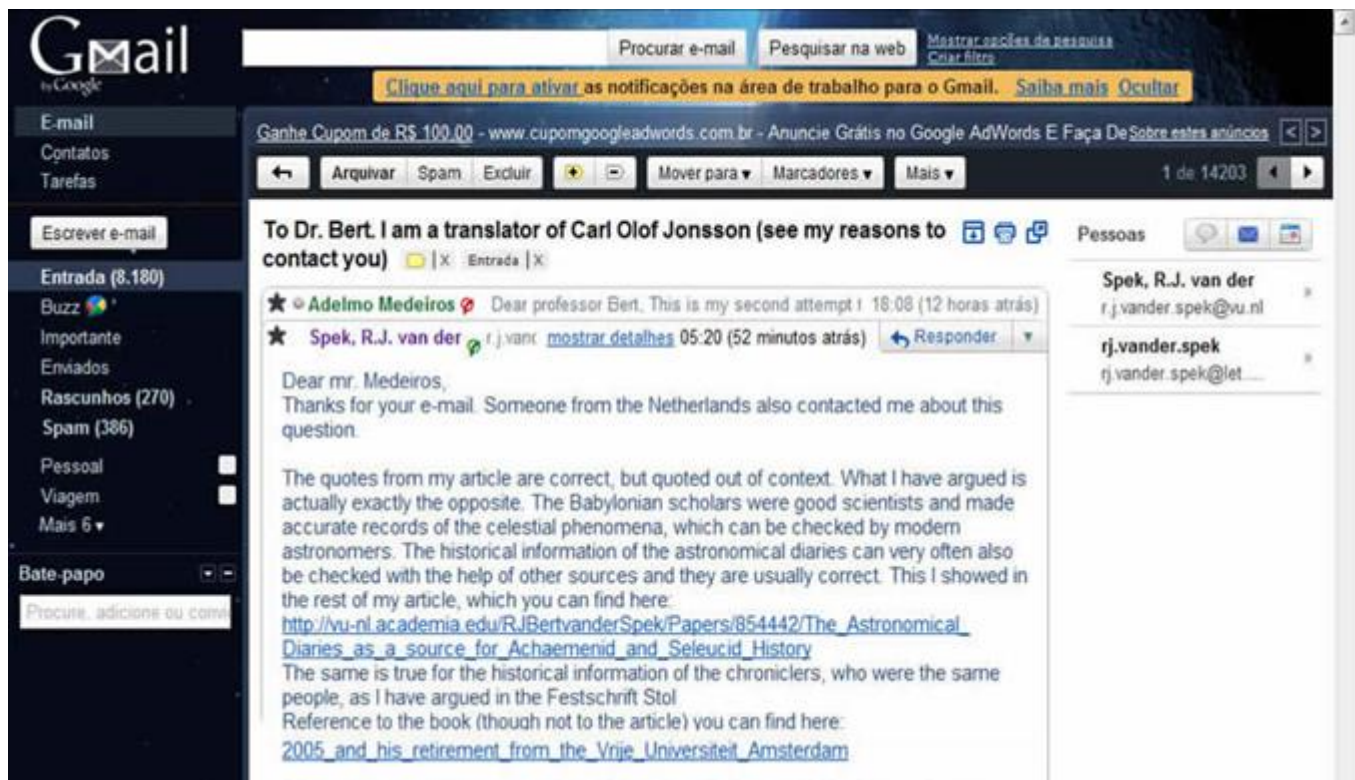 Gmail
by Google
Procurar e-mail
Pesquisar na web
Mostrar opções de pesquisa
Criar filtro
Clique aqui para ativar as notificações na área de trabalho para o Gmail. Saiba mais Ocultar
E-mail
Contatos
Tarefas
Ganhe Cupom de R$ 100,00 - www.cupomgoogleadwords.com.br - Anuncie Grátis no Google AdWords E Faça De Sobre estes anúncios < >
Arquivar Spam Excluir Mover para Marcadores Mais 1 de 14203
Escrever e-mail
Entrada (8.180)
Buzz
Importante
Enviados
Rascunhos (270)
Spam (386)
Pessoal
Viagem
Mais 6
Bate-papo
Procure, adicione ou convi
To Dr. Bert. I am a translator of Carl Olof Jonsson (see my reasons to
contact you) X Entrada X
Adelmo Medeiros Dear professor Bert, This is my second attempt t 18:08 (12 horas atrás)
Spek, R.J. van der r.j.vanc mostrar detalhes 05:20 (52 minutos atrás) Responder
Dear mr. Medeiros,
Thanks for your e-mail. Someone from the Netherlands also contacted me about this
question.
The quotes from my article are correct, but quoted out of context. What I have argued is
actually exactly the opposite. The Babylonian scholars were good scientists and made
accurate records of the celestial phenomena, which can be checked by modern
astronomers. The historical information of the astronomical diaries can very often also
be checked with the help of other sources and they are usually correct. This I showed in
the rest of my article, which you can find here:
http://vu-nl.academia.edu/RJBertvanderSpek/Papers/854442/The_Astronomical_
Diaries_as_a_source_for_Achaemenid_and_Seleucid_History
The same is true for the historical information of the chroniclers, who were the same
people, as I have argued in the Festschrift Stol
Reference to the book (though not to the article) you can find here:
2005_and_his_retirement_from_the_Vrije_Universiteit_Amsterdam
Pessoas
Spek, R.J. van der
r.j.vander.spek@vu.nl
rj.vander.spek
rj.vander.spek@let.....